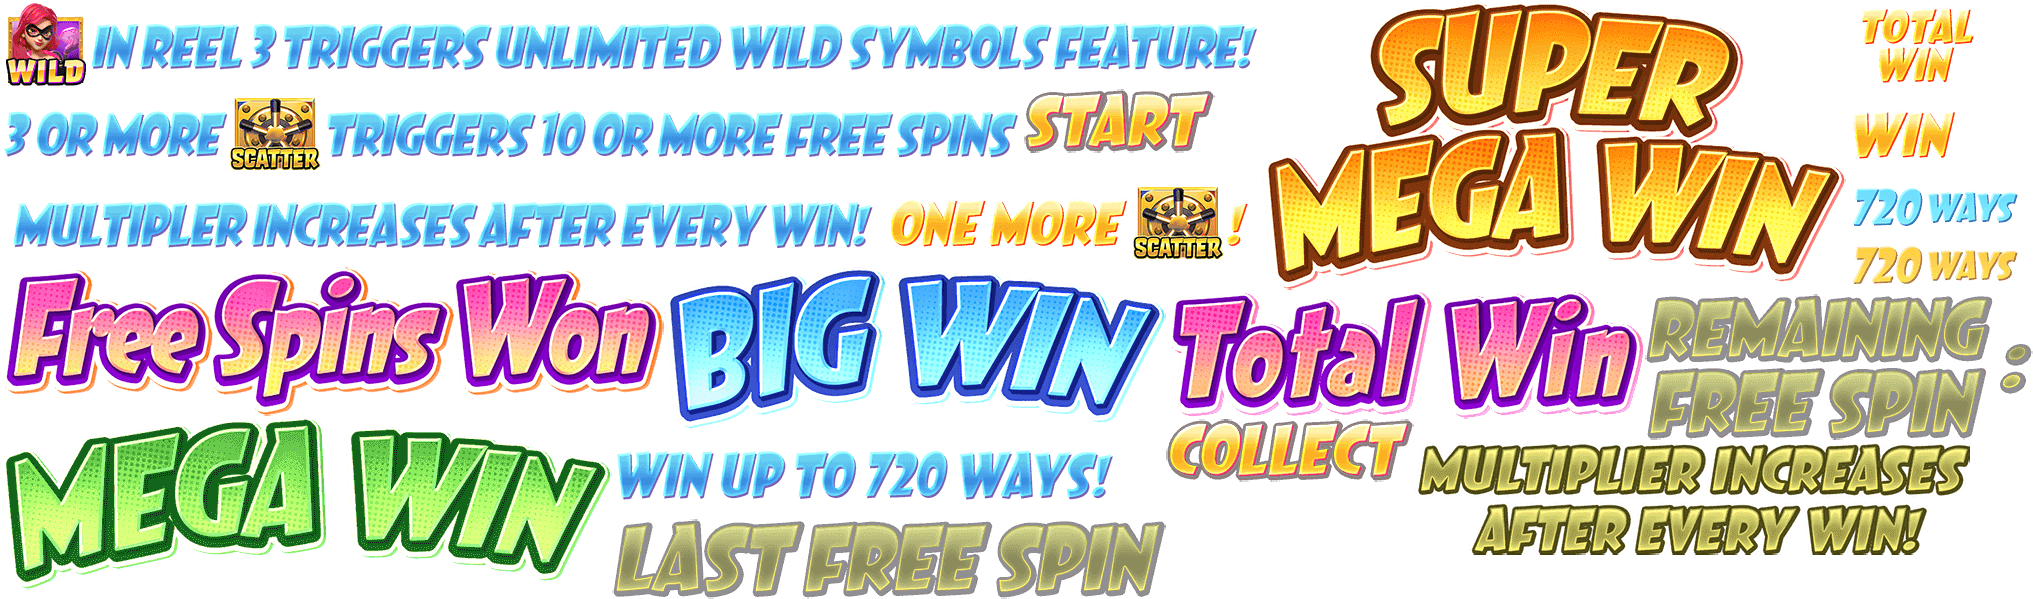 WILD IN REEL 3 TRIGGERS UNLIMITED WILD SYMBOLS FEATURE!
3 OR MORE SCATTER TRIGGERS 10 OR MORE FREE SPINS
START
MULTIPLER INCREASES AFTER EVERY WIN!
ONE MORE SCATTER !
SUPER
MEGA WIN
TOTAL
WIN
WIN
720 WAYS
720 WAYS
Free Spins Won
BIG WIN
Total Win
REMAINING
FREE SPIN :
MEGA WIN
WIN UP TO 720 WAYS!
COLLECT
LAST FREE SPIN
MULTIPLIER INCREASES
AFTER EVERY WIN!